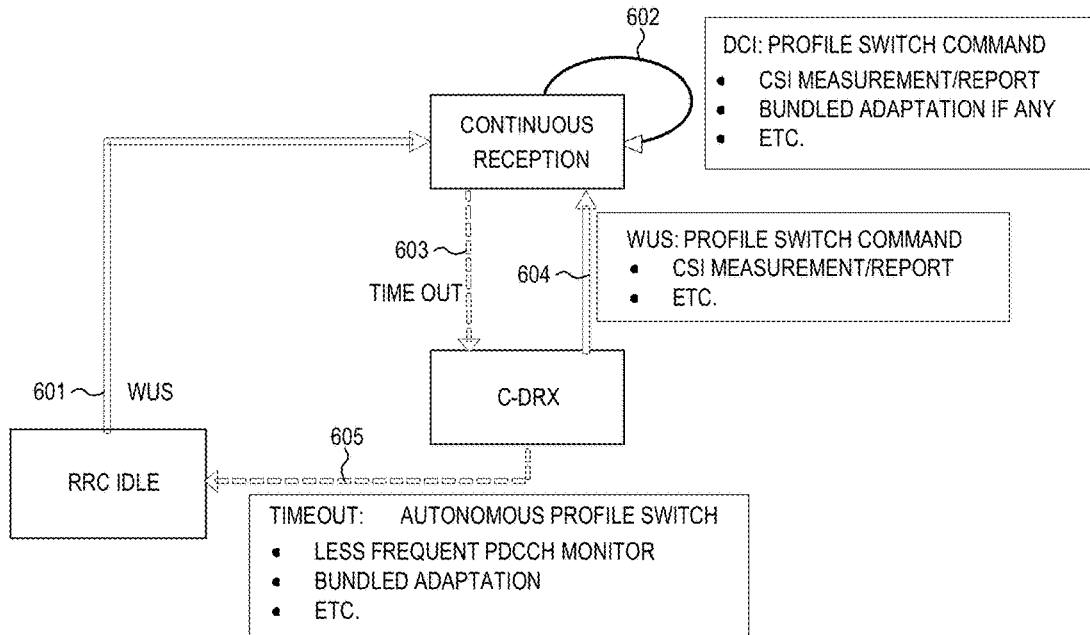 602
DCI: PROFILE SWITCH COMMAND
• CSI MEASUREMENT/REPORT
• BUNDLED ADAPTATION IF ANY
• ETC.
CONTINUOUS
RECEPTION
603
TIME OUT
604
WUS: PROFILE SWITCH COMMAND
• CSI MEASUREMENT/REPORT
• ETC.
601
WUS
C-DRX
RRC IDLE
605
TIMEOUT: AUTONOMOUS PROFILE SWITCH
• LESS FREQUENT PDCCH MONITOR
• BUNDLED ADAPTATION
• ETC.